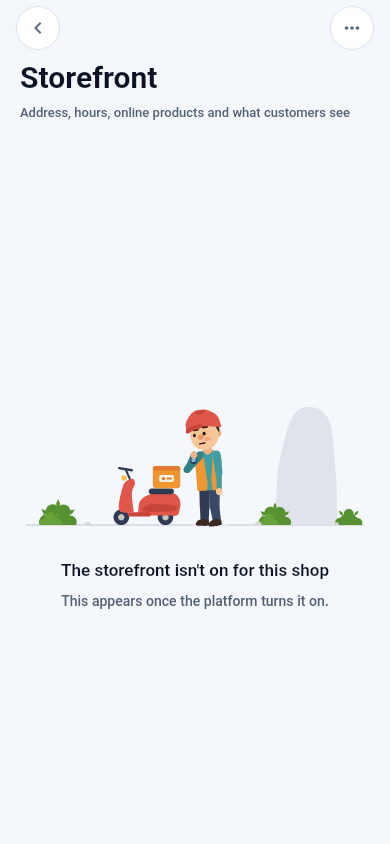 Storefront
Address, hours, online products and what customers see
The storefront isn't on for this shop
This appears once the platform turns it on.